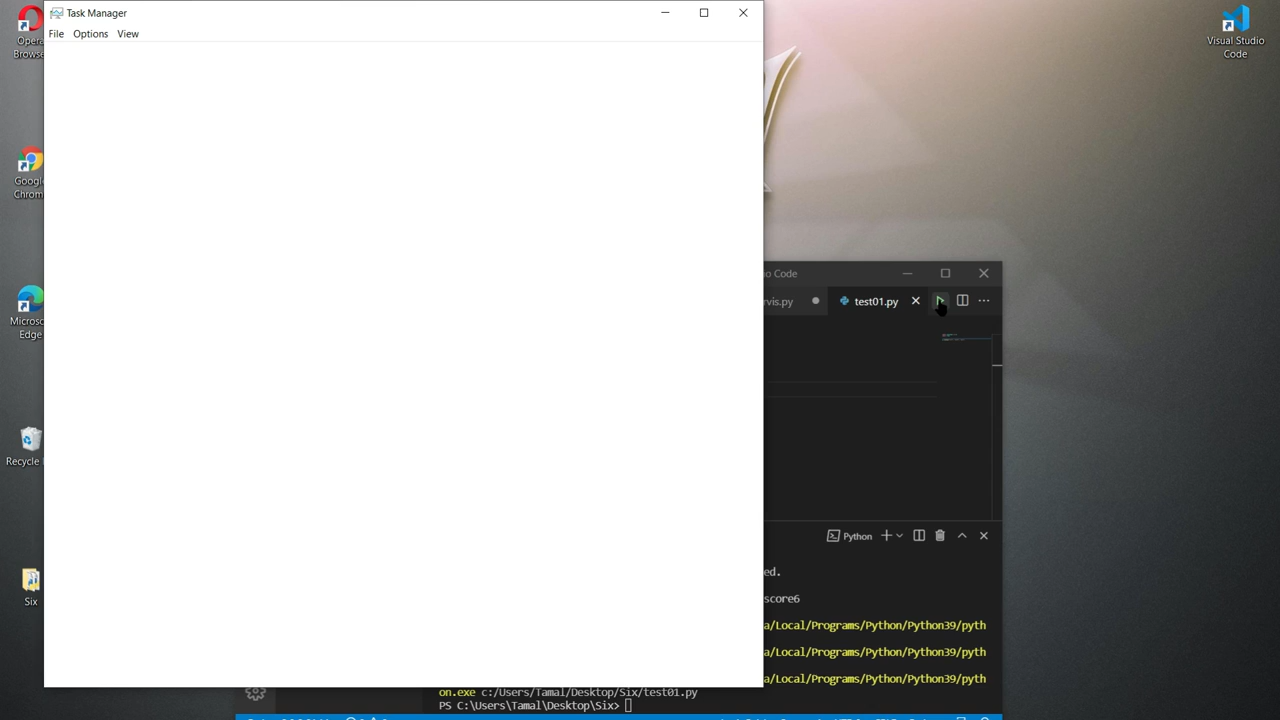 Task Manager
File Options View
Opera
Browse
Google
Chrom
Microso
Edge
Recycle
Six
Visual Studio
Code
o Code
rvis.py
test01.py
Python
ed.
score6
a/Local/Programs/Python/Python39/pyth
a/Local/Programs/Python/Python39/pyth
a/Local/Programs/Python/Python39/pyth
on.exe c:/Users/Tamal/Desktop/Six/test01.py
PS C:\Users\Tamal\Desktop\Six>